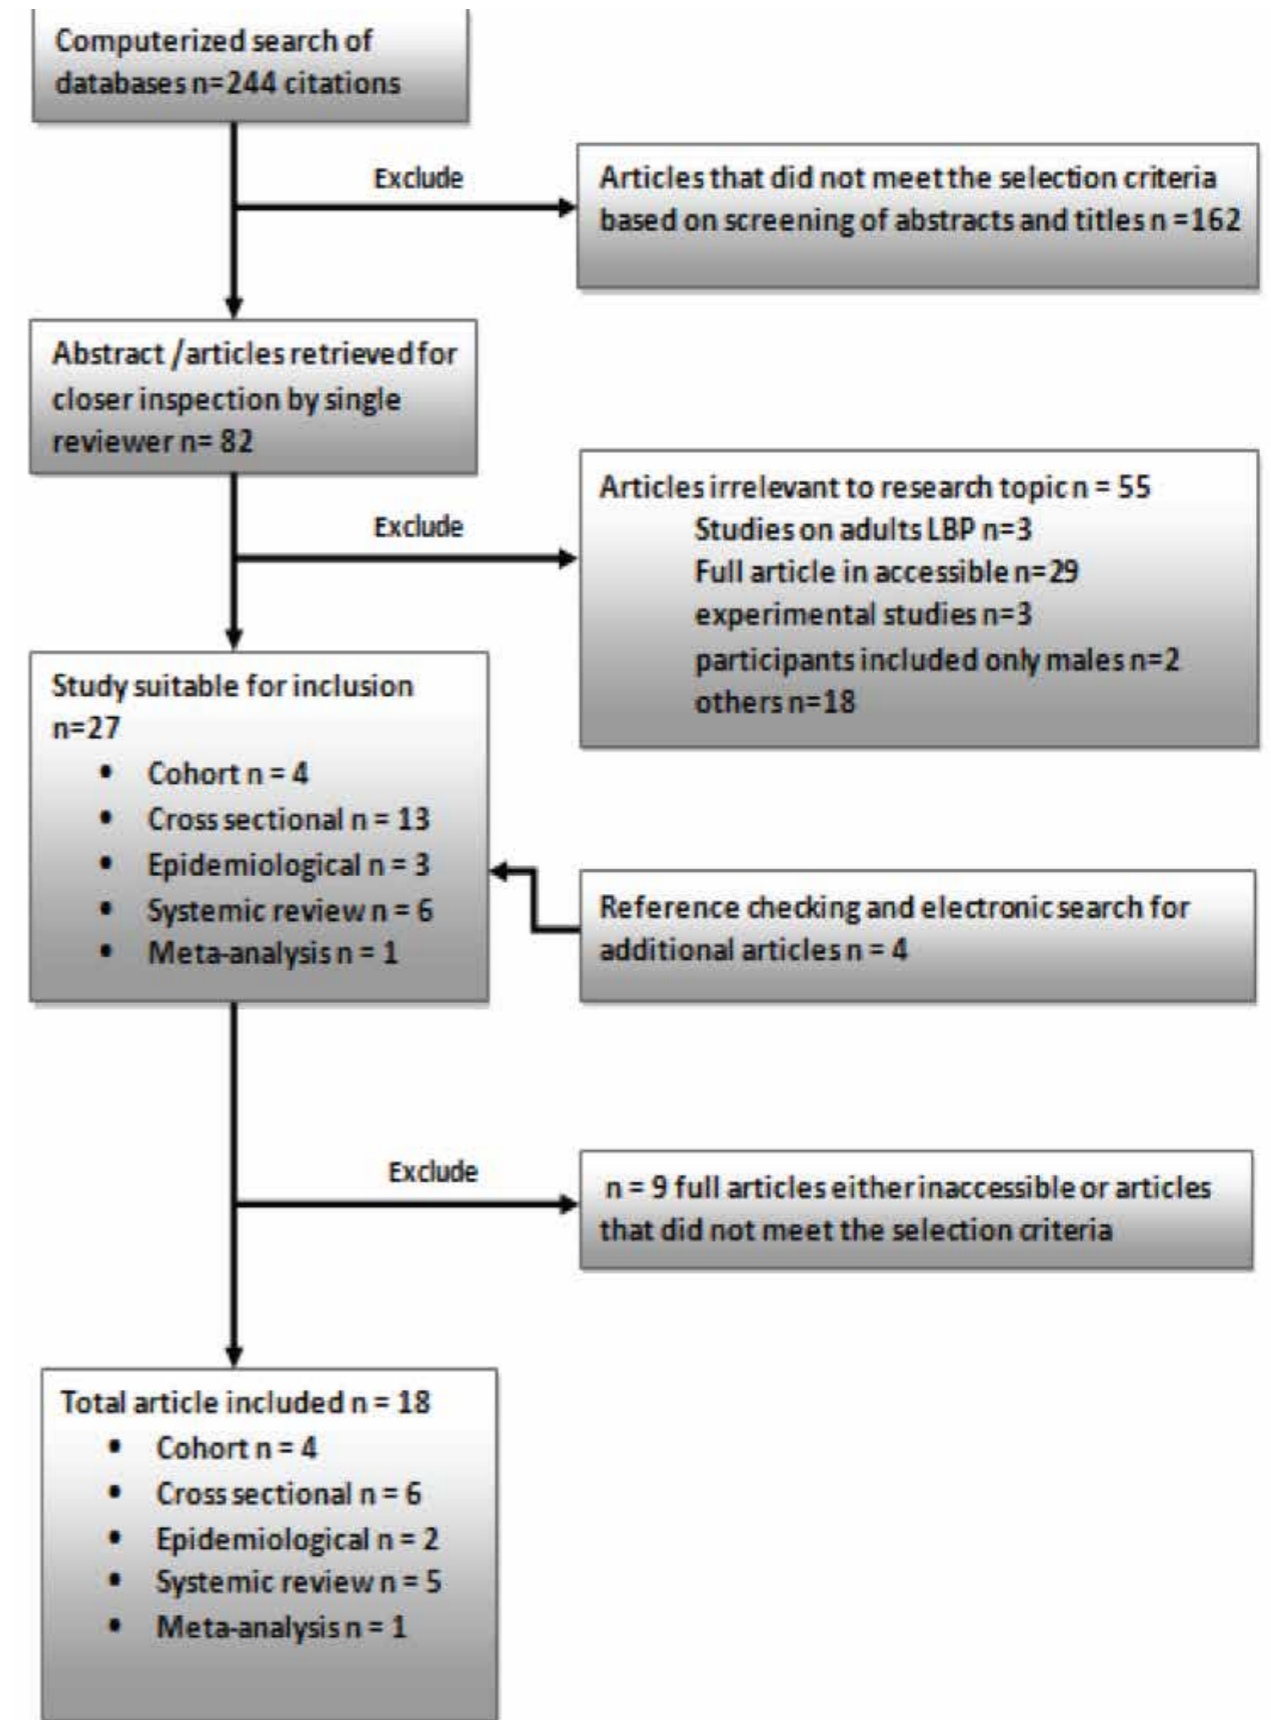 Computerized search of
databases n=244 citations
Exclude
Articles that did not meet the selection criteria
based on screening of abstracts and titles n =162
Abstract /articles retrieved for
closer inspection by single
reviewer n= 82
Exclude
Articles irrelevant to research topic n = 55
Studies on adults LBP n=3
Full article in accessible n=29
experimental studies n=3
participants included only males n=2
others n=18
Study suitable for inclusion
n=27
• Cohort n = 4
• Cross sectional n = 13
• Epidemiological n = 3
• Systemic review n = 6
• Meta-analysis n = 1
Reference checking and electronic search for
additional articles n = 4
Exclude
n = 9 full articles either inaccessible or articles
that did not meet the selection criteria
Total article included n = 18
• Cohort n = 4
• Cross sectional n = 6
• Epidemiological n = 2
• Systemic review n = 5
• Meta-analysis n = 1